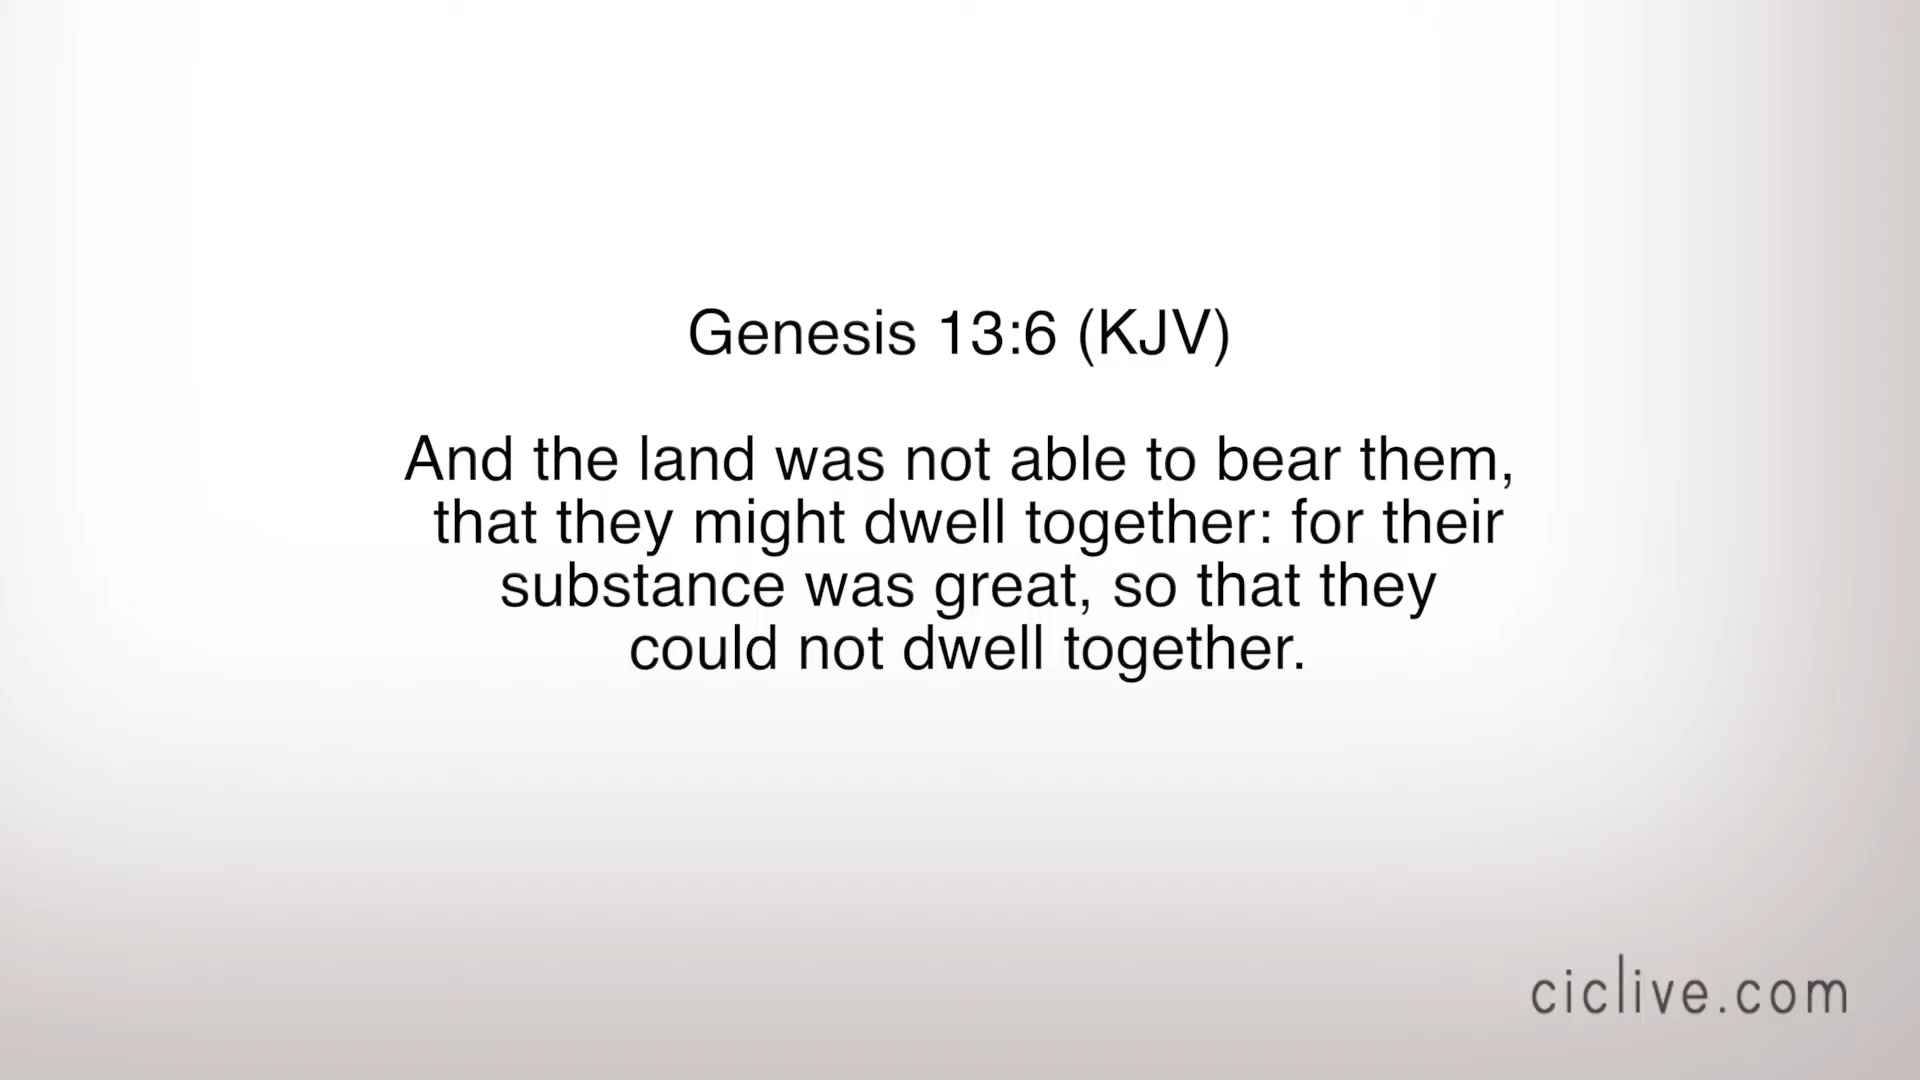 Genesis 13:6 (KJV)
And the land was not able to bear them,
that they might dwell together: for their
substance was great, so that they
could not dwell together.
ciclive.com